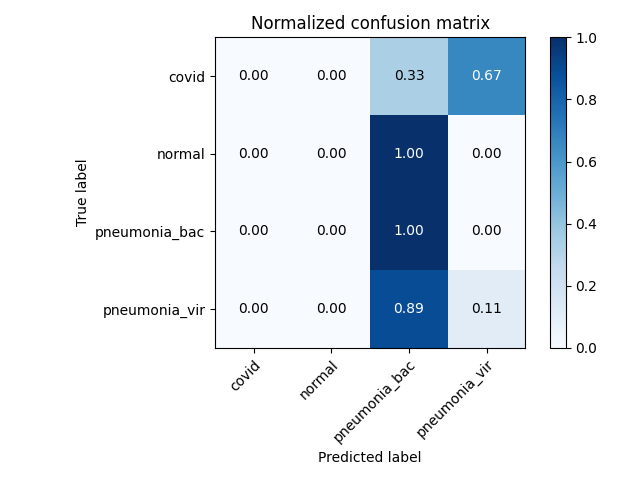 Normalized confusion matrix
True label
covid 0.00 0.00 0.33 0.67
normal 0.00 0.00 1.00 0.00
pneumonia_bac 0.00 0.00 1.00 0.00
pneumonia_vir 0.00 0.00 0.89 0.11
covid normal pneumonia_bac pneumonia_vir
Predicted label
1.0
0.8
0.6
0.4
0.2
0.0